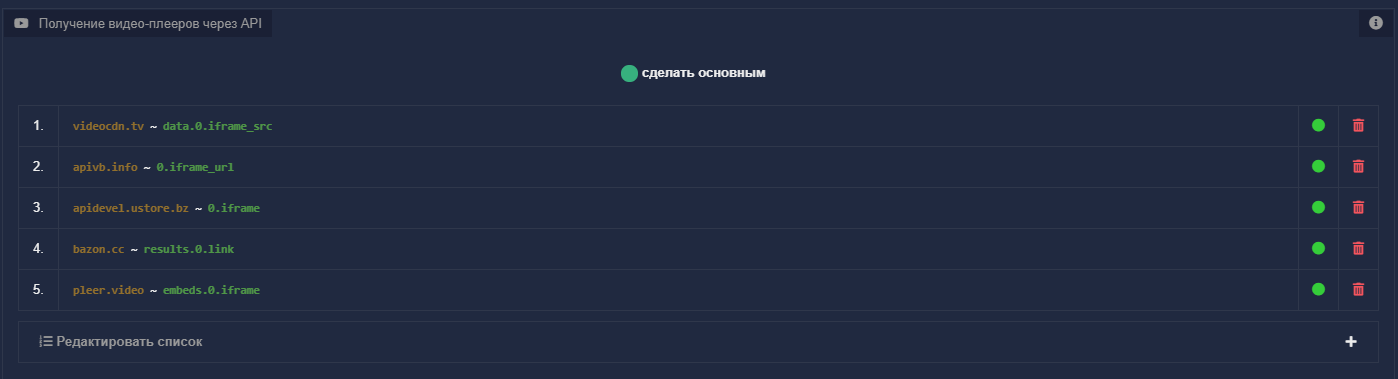 Получение видео-плееров через API
сделать основным
1. videocdn.tv ~ data.0.iframe_src
2. apivb.info ~ 0.iframe_url
3. apidevel.ustore.bz ~ 0.iframe
4. bazon.cc ~ results.0.link
5. pleer.video ~ embeds.0.iframe
Редактировать список